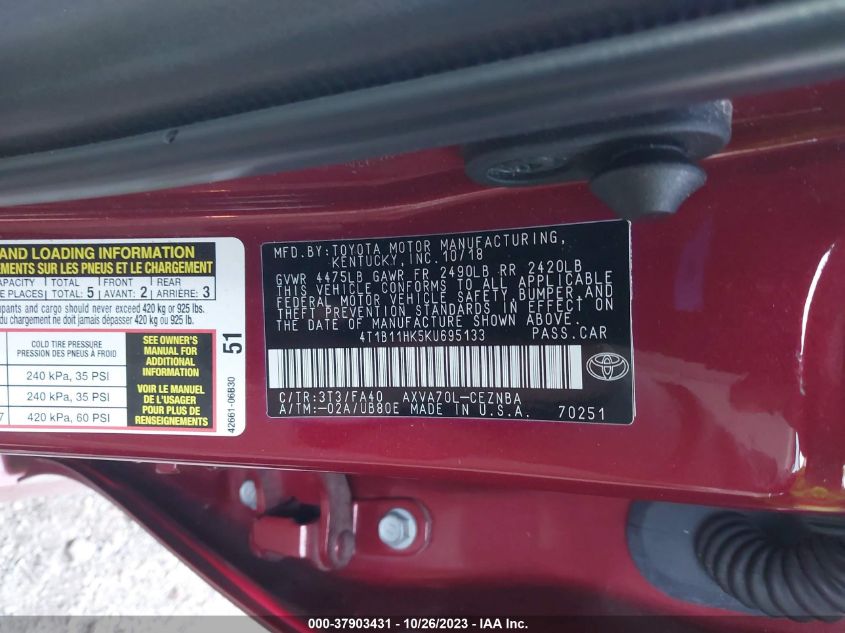 AND LOADING INFORMATION
EMENTS SUR LES PNEUS ET LE CHARGEMENT
CAPACITY TOTAL FRONT REAR
E PLACES TOTAL: 5 AVANT: 2 ARRIÈRE: 3
pants and cargo should never exceed 420 kg or 925 lbs.
du chargement ne doit jamais dépasser 420 kg ou 925 lb.
COLD TIRE PRESSURE
PRESSION DES PNEUS À FROID
240 kPa, 35 PSI
240 kPa, 35 PSI
7 420 kPa, 60 PSI
SEE OWNER'S
MANUAL FOR
ADDITIONAL
INFORMATION
VOIR LE MANUEL
DE L'USAGER
POUR PLUS DE
RENSEIGNEMENTS
51
42661-06B30
MFD.BY:TOYOTA MOTOR MANUFACTURING,
KENTUCKY, INC. 10/18
GVWR 4475LB GAWR FR 2490LB RR 2420LB
THIS VEHICLE CONFORMS TO ALL APPLICABLE
FEDERAL MOTOR VEHICLE SAFETY, BUMPER, AND
THEFT PREVENTION STANDARDS IN EFFECT ON
THE DATE OF MANUFACTURE SHOWN ABOVE.
4T1B11HK5KU695133 PASS.CAR
C/TR:3T3/FA40 AXVA70L-CEZNBA
A/TM:-02A/UB80E MADE IN U.S.A. 70251
000-37903431 - 10/26/2023 - IAA Inc.